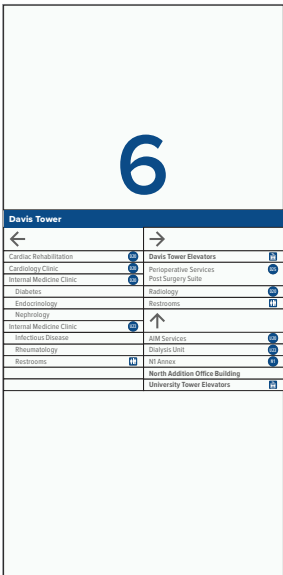 6
Davis Tower
←
Cardiac Rehabilitation
Cardiology Clinic
Internal Medicine Clinic
Diabetes
Endocrinology
Nephrology
Internal Medicine Clinic
Infectious Disease
Rheumatology
Restrooms
→
Davis Tower Elevators
Perioperative Services
Post Surgery Suite
Radiology
Restrooms
↑
AIM Services
Dialysis Unit
N1 Annex
N1
North Addition Office Building
University Tower Elevators